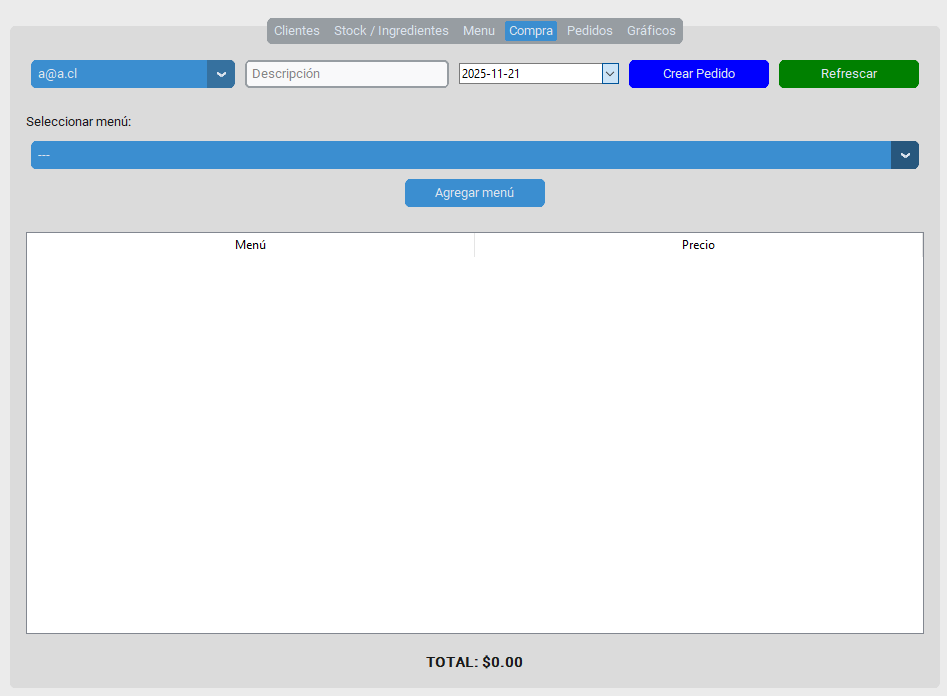 Clientes Stock / Ingredientes Menu Compra Pedidos Gráficos
a@a.cl Descripción 2025-11-21 Crear Pedido Refrescar
Seleccionar menú:
---
Agregar menú
Menú Precio
TOTAL: $0.00